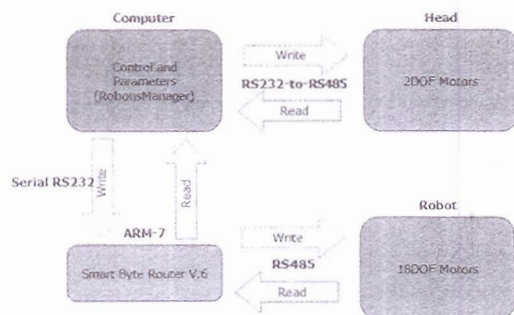 Computer
Control and
Parameters
(RobousManager)
Write
RS232-to-RS485
Read
Head
2DOF Motors
Serial RS232
Write
Read
ARM-7
Smart Byte Router V.6
Write
RS485
Read
Robot
18DOF Motors